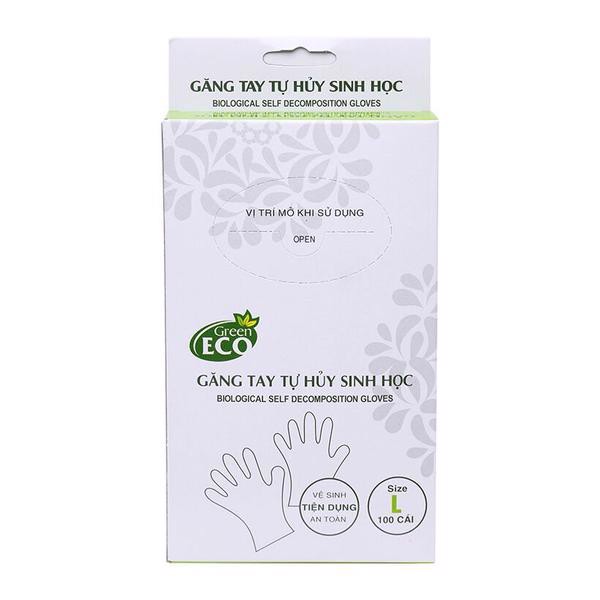 GĂNG TAY TỰ HỦY SINH HỌC
BIOLOGICAL SELF DECOMPOSITION GLOVES
VỊ TRÍ MỞ KHI SỬ DỤNG
OPEN
Green
ECO
GĂNG TAY TỰ HỦY SINH HỌC
BIOLOGICAL SELF DECOMPOSITION GLOVES
VỆ SINH
TIỆN DỤNG
AN TOÀN
Size
L
100 CÁI